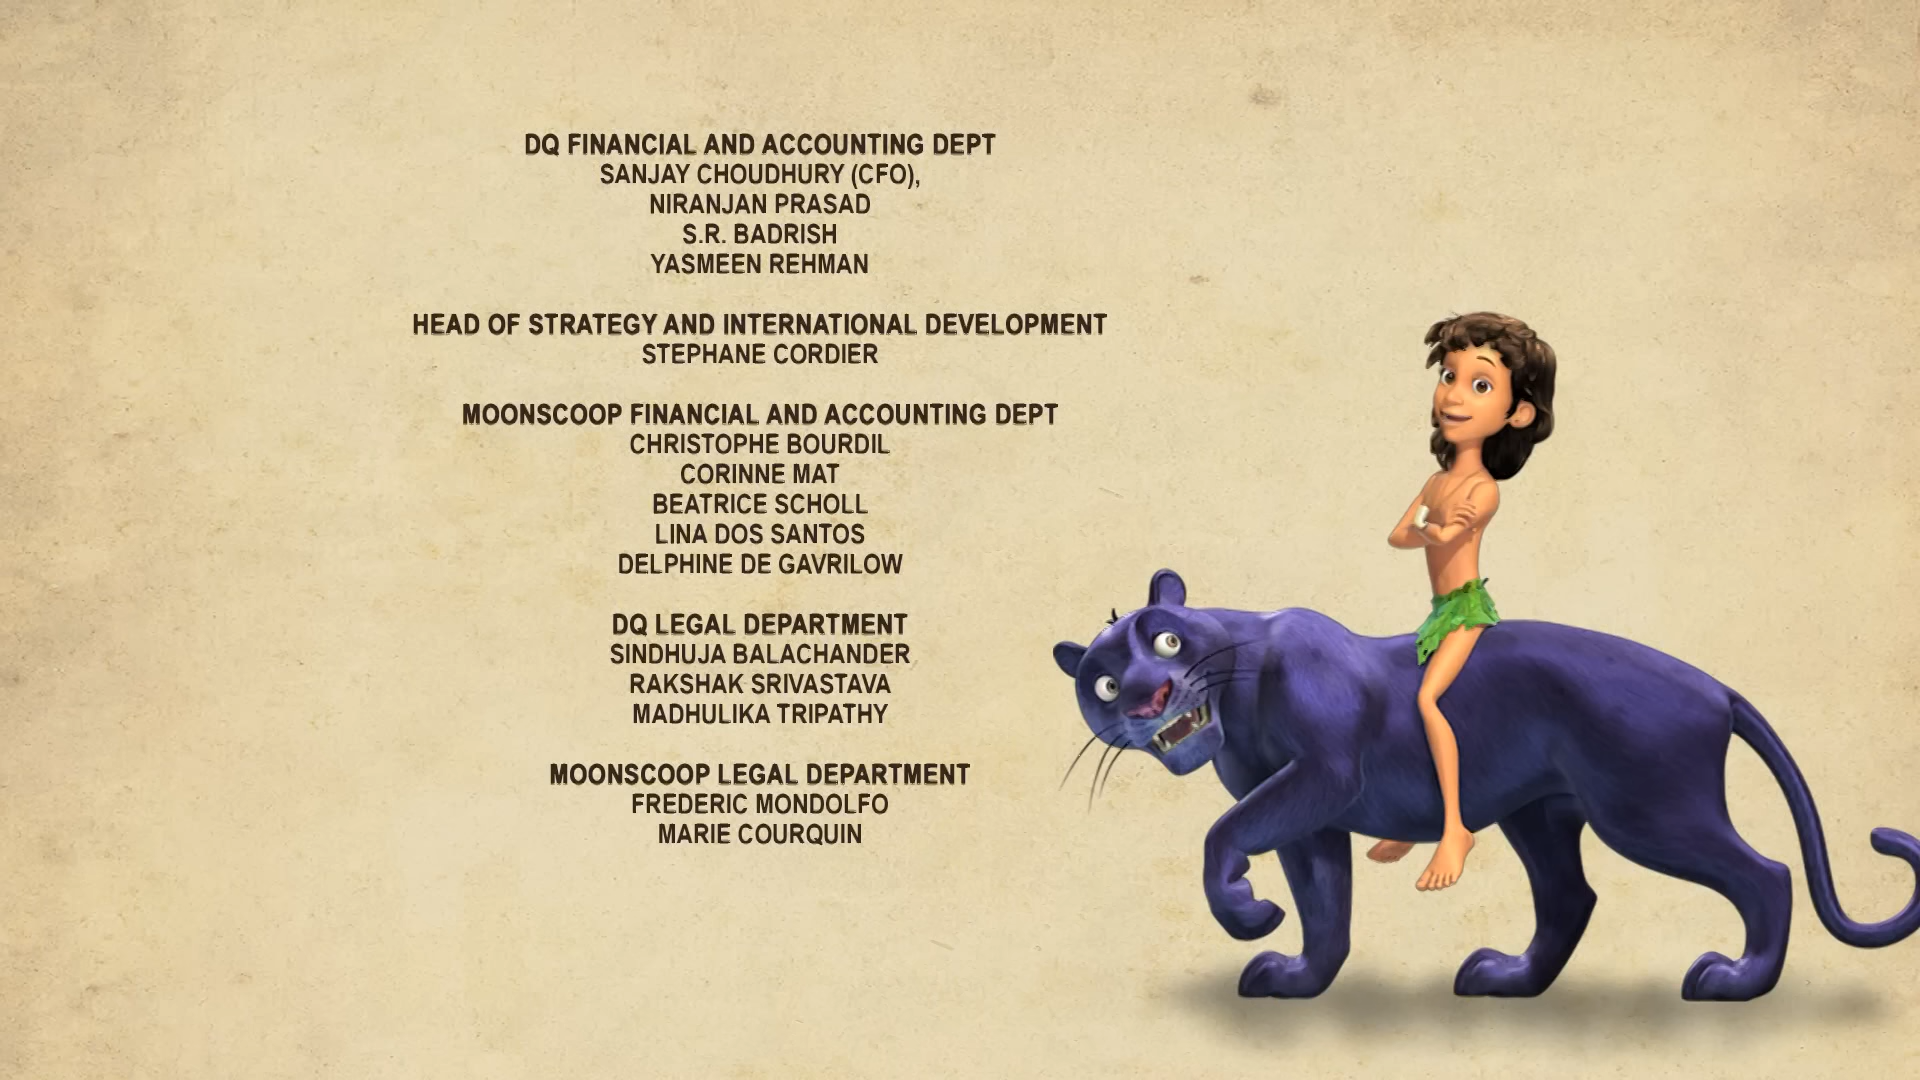 DQ FINANCIAL AND ACCOUNTING DEPT
SANJAY CHOUDHURY (CFO),
NIRANJAN PRASAD
S.R. BADRISH
YASMEEN REHMAN
HEAD OF STRATEGY AND INTERNATIONAL DEVELOPMENT
STEPHANE CORDIER
MOONSCOOP FINANCIAL AND ACCOUNTING DEPT
CHRISTOPHE BOURDIL
CORINNE MAT
BEATRICE SCHOLL
LINA DOS SANTOS
DELPHINE DE GAVRILOW
DQ LEGAL DEPARTMENT
SINDHUJA BALACHANDER
RAKSHAK SRIVASTAVA
MADHULIKA TRIPATHY
MOONSCOOP LEGAL DEPARTMENT
FREDERIC MONDOLFO
MARIE COURQUIN